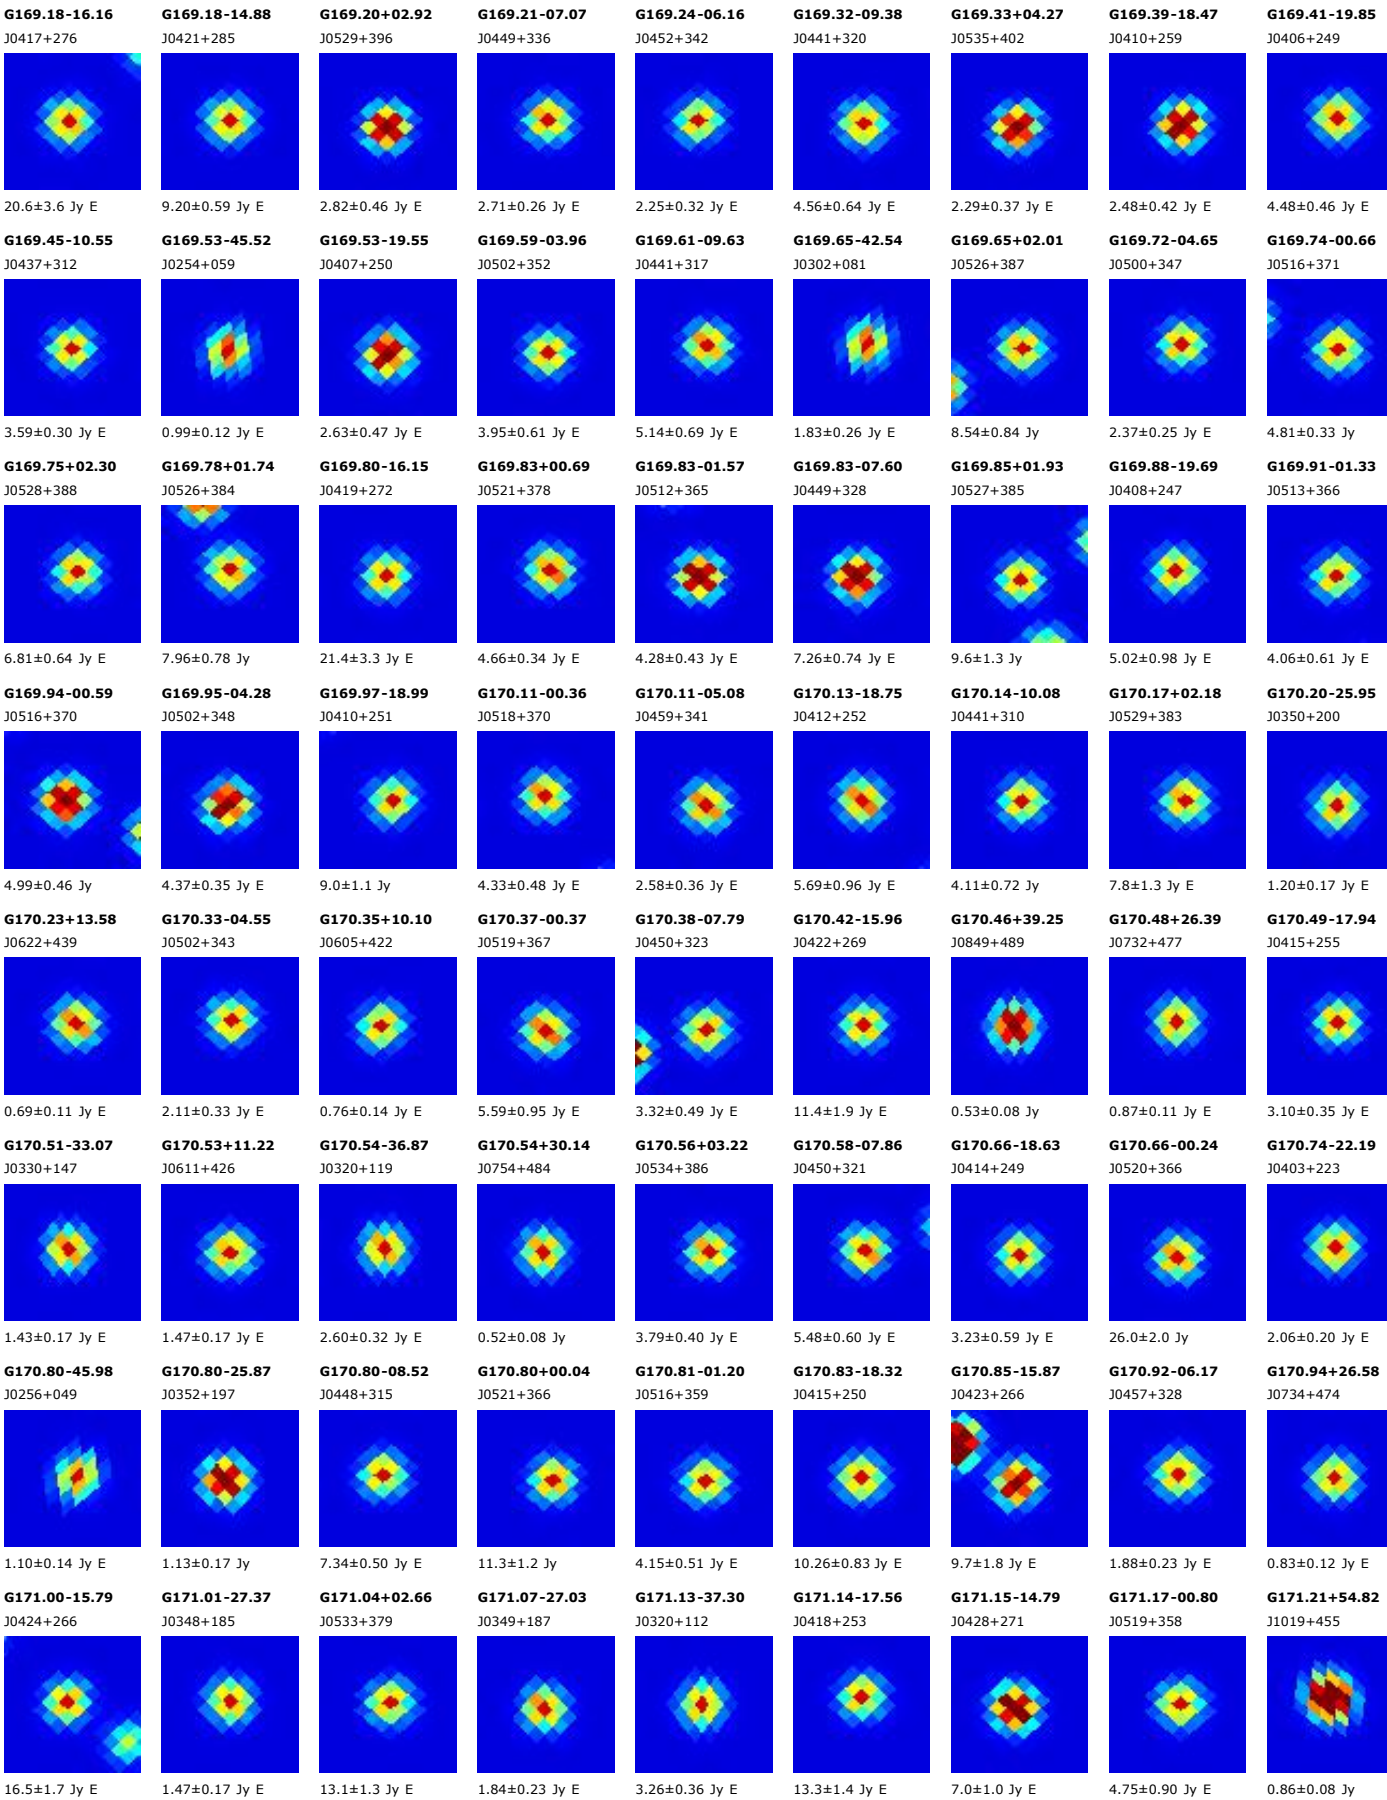 G169.18-16.16 G169.18-14.88 G169.20+02.92 G169.21-07.07 G169.24-06.16 G169.32-09.38 G169.33+04.27 G169.39-18.47 G169.41-19.85
J0417+276 J0421+285 J0529+396 J0449+336 J0452+342 J0441+320 J0535+402 J0410+259 J0406+249
20.6±3.6 Jy E 9.20±0.59 Jy E 2.82±0.46 Jy E 2.71±0.26 Jy E 2.25±0.32 Jy E 4.56±0.64 Jy E 2.29±0.37 Jy E 2.48±0.42 Jy E 4.48±0.46 Jy
G169.45-10.55 G169.53-45.52 G169.53-19.55 G169.59-03.96 G169.61-09.63 G169.65-42.54 G169.65+02.01 G169.72-04.65 G169.74-00.66
J0437+312 J0254+059 J0407+250 J0502+352 J0441+317 J0302+081 J0526+387 J0500+347 J0516+371
3.59±0.30 Jy E 0.99±0.12 Jy E 2.63±0.47 Jy E 3.95±0.61 Jy E 5.14±0.69 Jy E 1.83±0.26 Jy E 8.54±0.84 Jy 2.37±0.25 Jy E 4.81±0.33 Jy
G169.75+02.30 G169.78+01.74 G169.80-16.15 G169.83+00.69 G169.83-01.57 G169.83-07.60 G169.85+01.93 G169.88-19.69 G169.91-01.33
J0528+388 J0526+384 J0419+272 J0521+378 J0512+365 J0449+328 J0527+385 J0408+247 J0513+366
6.81±0.64 Jy E 7.96±0.78 Jy 21.4±3.3 Jy E 4.66±0.34 Jy E 4.28±0.43 Jy E 7.26±0.74 Jy E 9.6±1.3 Jy 5.02±0.98 Jy E 4.06±0.61 Jy E
G169.94-00.59 G169.95-04.28 G169.97-18.99 G170.11-00.36 G170.11-05.08 G170.13-18.75 G170.14-10.08 G170.17+02.18 G170.20-25.95
J0516+370 J0502+348 J0410+251 J0518+370 J0459+341 J0412+252 J0441+310 J0529+383 J0350+200
4.99±0.46 Jy 4.37±0.35 Jy E 9.0±1.1 Jy 4.33±0.48 Jy E 2.58±0.36 Jy E 5.69±0.96 Jy E 4.11±0.72 Jy 7.8±1.3 Jy E 1.20±0.17 Jy E
G170.23+13.58 G170.33-04.55 G170.35+10.10 G170.37-00.37 G170.38-07.79 G170.42-15.96 G170.46+39.25 G170.48+26.39 G170.49-17.94
J0622+439 J0502+343 J0605+422 J0519+367 J0450+323 J0422+269 J0849+489 J0732+477 J0415+255
0.69±0.11 Jy E 2.11±0.33 Jy E 0.76±0.14 Jy E 5.59±0.95 Jy E 3.32±0.49 Jy E 11.4±1.9 Jy E 0.53±0.08 Jy 0.87±0.11 Jy E 3.10±0.35 Jy E
G170.51-33.07 G170.53+11.22 G170.54-36.87 G170.54+30.14 G170.56+03.22 G170.58-07.86 G170.66-18.63 G170.66-00.24 G170.74-22.19
J0330+147 J0611+426 J0320+119 J0754+484 J0534+386 J0450+321 J0414+249 J0520+366 J0403+223
1.43±0.17 Jy E 1.47±0.17 Jy E 2.60±0.32 Jy E 0.52±0.08 Jy 3.79±0.40 Jy E 5.48±0.60 Jy E 3.23±0.59 Jy E 26.0±2.0 Jy 2.06±0.20 Jy E
G170.80-45.98 G170.80-25.87 G170.80-08.52 G170.80+00.04 G170.81-01.20 G170.83-18.32 G170.85-15.87 G170.92-06.17 G170.94+26.58
J0256+049 J0352+197 J0448+315 J0521+366 J0516+359 J0415+250 J0423+266 J0457+328 J0734+474
1.10±0.14 Jy E 1.13±0.17 Jy 7.34±0.50 Jy E 11.3±1.2 Jy 4.15±0.51 Jy E 10.26±0.83 Jy E 9.7±1.8 Jy E 1.88±0.23 Jy E 0.83±0.12 Jy E
G171.00-15.79 G171.01-27.37 G171.04+02.66 G171.07-27.03 G171.13-37.30 G171.14-17.56 G171.15-14.79 G171.17-00.80 G171.21+54.82
J0424+266 J0348+185 J0533+379 J0349+187 J0320+112 J0418+253 J0428+271 J0519+358 J1019+455
16.5±1.7 Jy E 1.47±0.17 Jy E 13.1±1.3 Jy E 1.84±0.23 Jy E 3.26±0.36 Jy E 13.3±1.4 Jy E 7.0±1.0 Jy E 4.75±0.90 Jy E 0.86±0.08 Jy